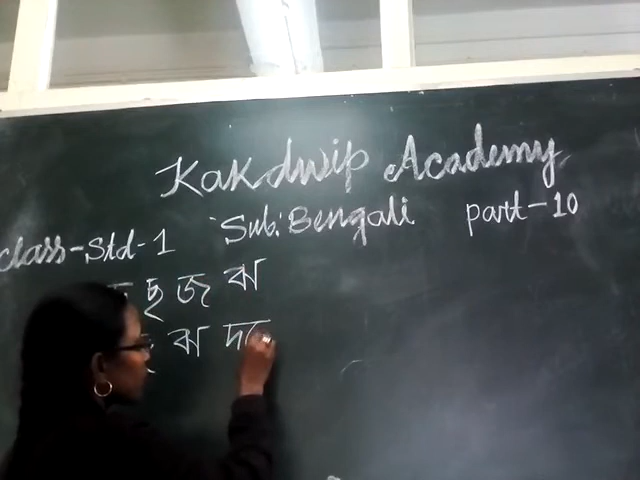 Kakdwip Academy
Class-Std-1 Sub: Bengali part-10
ছ জ ঝ
ঝ